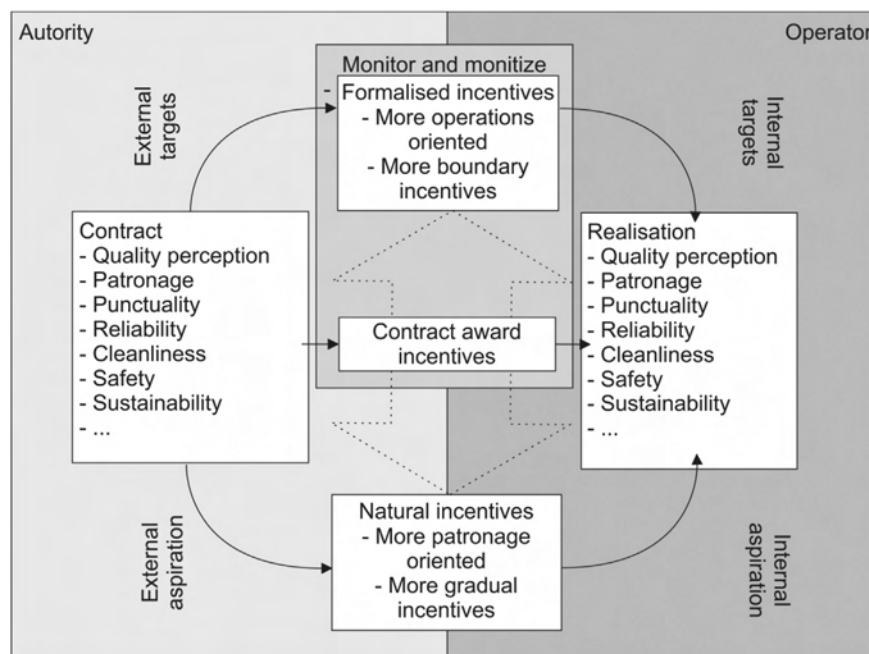 Autority
Operator
Monitor and monitize
-
Formalised incentives
- More operations
oriented
- More boundary
incentives
External
targets
Internal
targets
Contract
- Quality perception
- Patronage
- Punctuality
- Reliability
- Cleanliness
- Safety
- Sustainability
- ...
Contract award
incentives
Realisation
- Quality perception
- Patronage
- Punctuality
- Reliability
- Cleanliness
- Safety
- Sustainability
- ...
Natural incentives
- More patronage
oriented
- More gradual
incentives
External
aspiration
Internal
aspiration